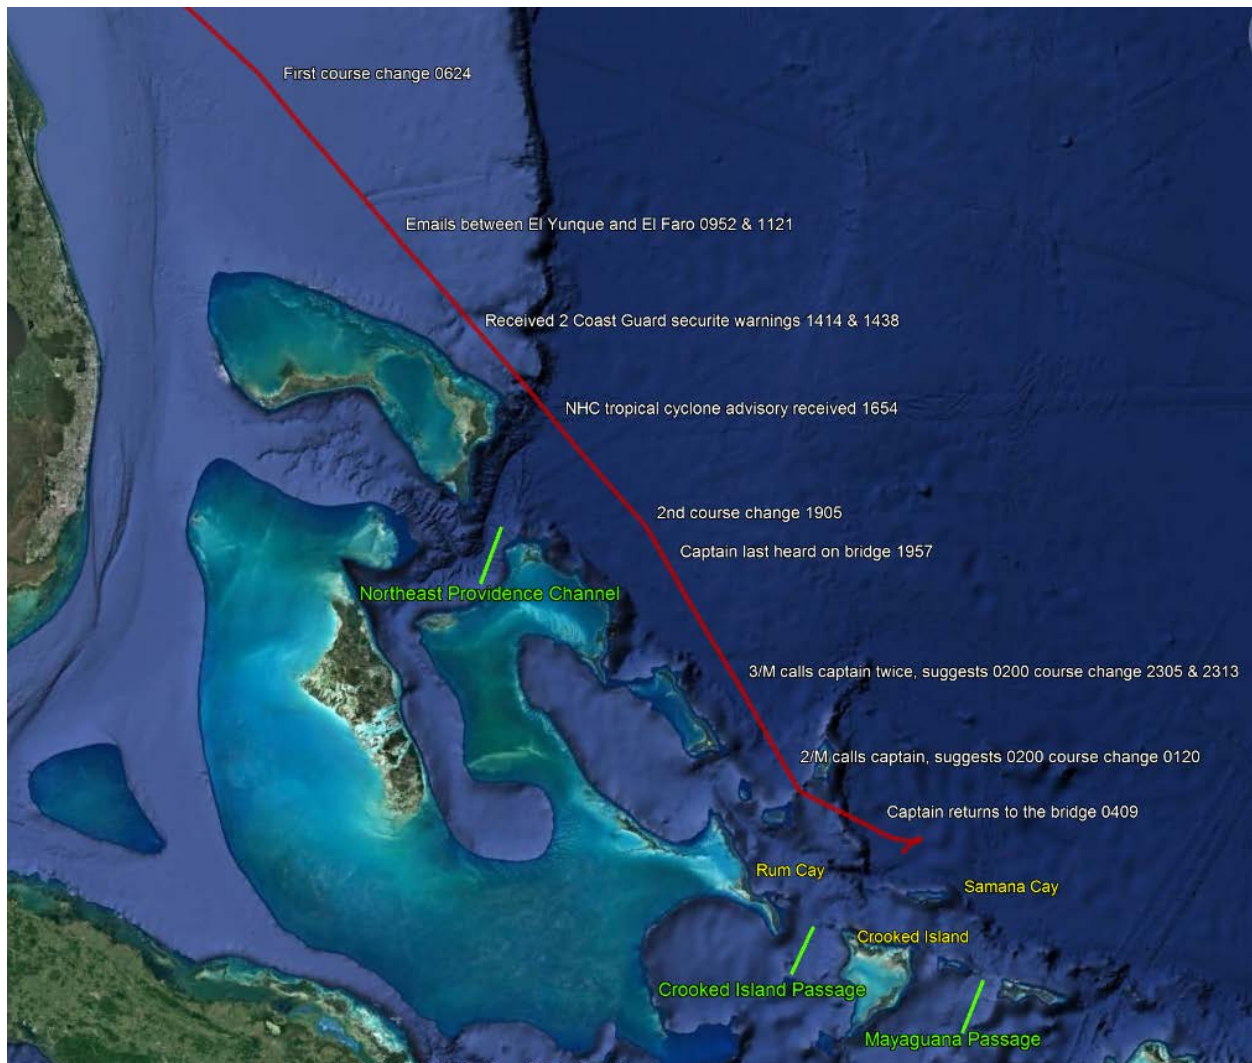 First course change 0624
Emails between El Yunque and El Faro 0952 & 1121
Received 2 Coast Guard securite warnings 1414 & 1438
NHC tropical cyclone advisory received 1654
2nd course change 1905
Captain last heard on bridge 1957
Northeast Providence Channel
3/M calls captain twice, suggests 0200 course change 2305 & 2313
2/M calls captain, suggests 0200 course change 0120
Captain returns to the bridge 0409
Rum Cay
Samana Cay
Crooked Island
Crooked Island Passage
Mayaguana Passage